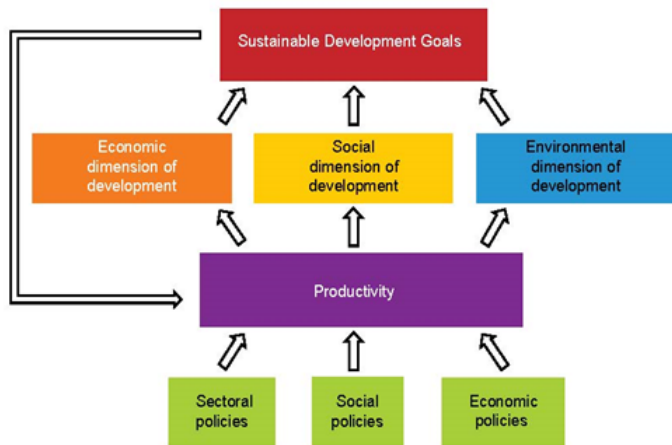 Sustainable Development Goals
Economic
dimension of
development
Social
dimension of
development
Environmental
dimension of
development
Productivity
Sectoral
policies
Social
policies
Economic
policies